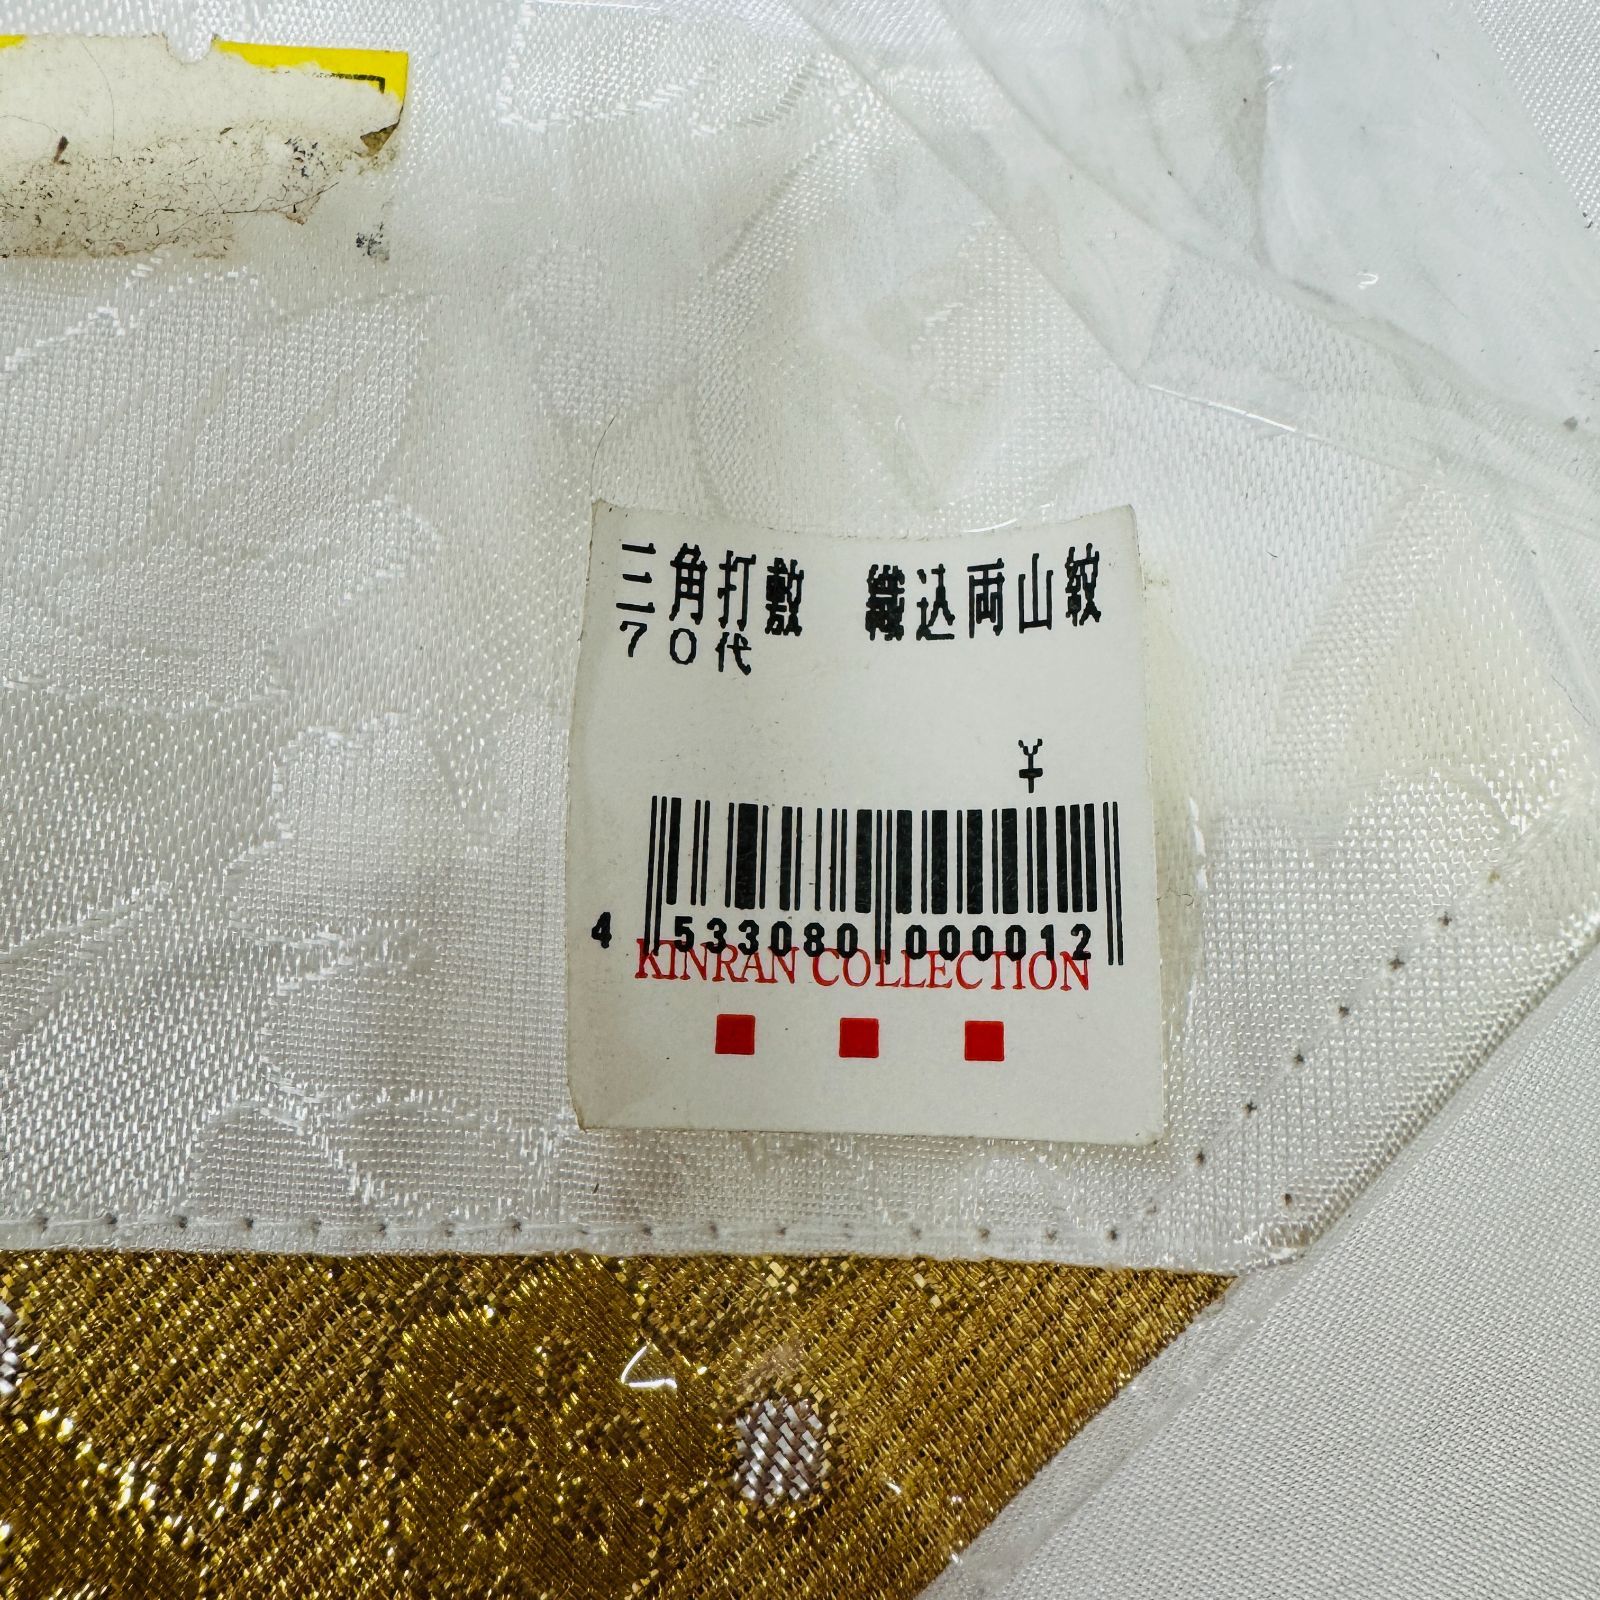 三角打敷　織込両山紋
７０代
¥
4 533080 000012
KINRAN COLLECTION